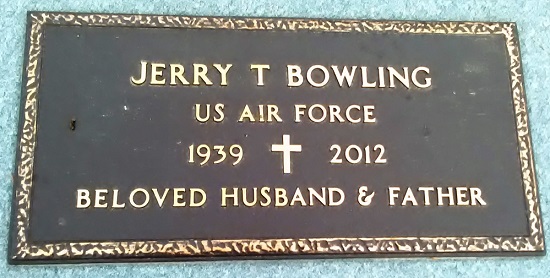 JERRY T BOWLING
US AIR FORCE
1939 2012
BELOVED HUSBAND & FATHER